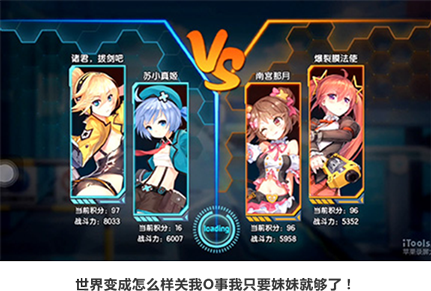 VS
诸君，拔剑吧
苏小真姬
南宫那月
爆裂膜法使
当前积分：97
战斗力：8033
当前积分：16
战斗力：6007
当前积分：96
战斗力：5958
当前积分：96
战斗力：5352
loading
iTools
世界变成怎么样关我O事我只要妹妹就够了！